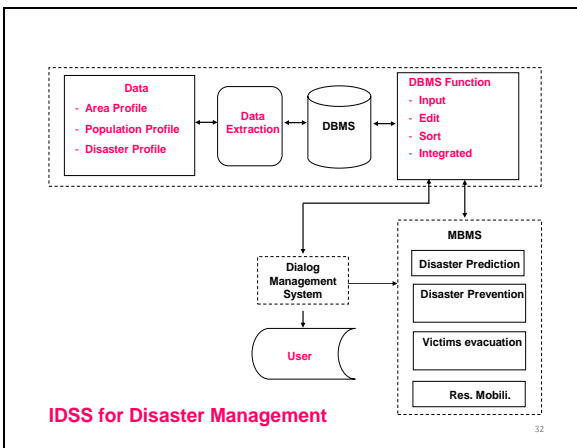 Data
- Area Profile
- Population Profile
- Disaster Profile
Data
Extraction
DBMS
DBMS Function
- Input
- Edit
- Sort
- Integrated
MBMS
Disaster Prediction
Disaster Prevention
Victims evacuation
Res. Mobili.
Dialog
Management
System
User
IDSS for Disaster Management
32